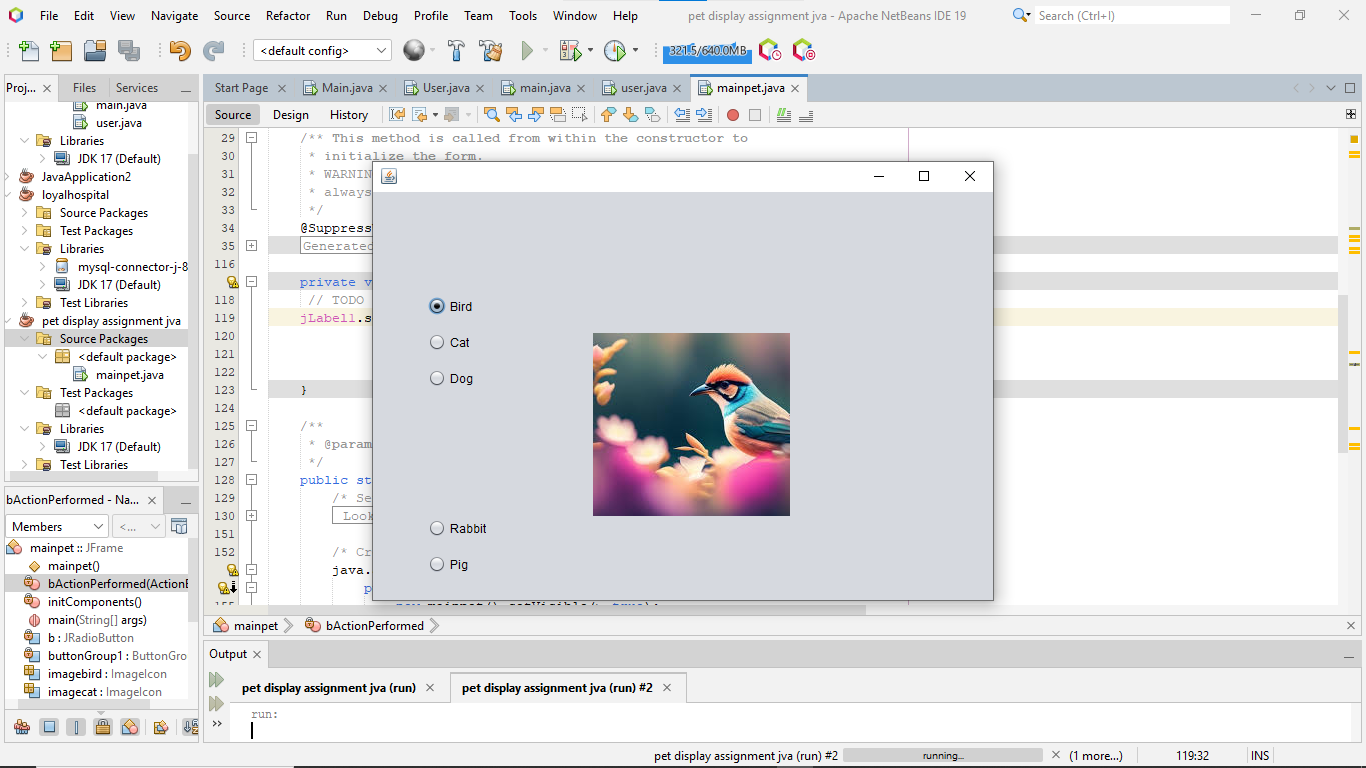 File Edit View Navigate Source Refactor Run Debug Profile Team Tools Window Help
pet display assignment jva - Apache NetBeans IDE 19
Search (Ctrl+I)
<default config>
321.5/640.0MB
Proj... Files Services
Start Page Main.java User.java main.java user.java mainpet.java
Source Design History
main.java
user.java
Libraries
JDK 17 (Default)
JavaApplication2
loyalhospital
Source Packages
Test Packages
Libraries
mysql-connector-j-8
JDK 17 (Default)
Test Libraries
pet display assignment jva
Source Packages
<default package>
mainpet.java
Test Packages
<default package>
Libraries
JDK 17 (Default)
Test Libraries
29 /** This method is called from within the constructor to
30 * initialize the form.
31 * WARNIN
32 * always
33 */
34 @Suppress
35 Generated
116
private v
118 // TODO
119 jLabel1.s
120
121
122
123 }
124
125 /**
126 * @param
127 */
128 public st
129 /* Se
130 Look
151
152 /* Cr
java.
p
Bird
Cat
Dog
Rabbit
Pig
bActionPerformed - Na...
Members <...
mainpet :: JFrame
mainpet()
bActionPerformed(ActionE
initComponents()
main(String[] args)
b : JRadioButton
buttonGroup1 : ButtonGro
imagebird : ImageIcon
imagecat : ImageIcon
mainpet bActionPerformed
Output
pet display assignment jva (run) pet display assignment jva (run) #2
run:
pet display assignment jva (run) #2 running... (1 more...) 119:32 INS